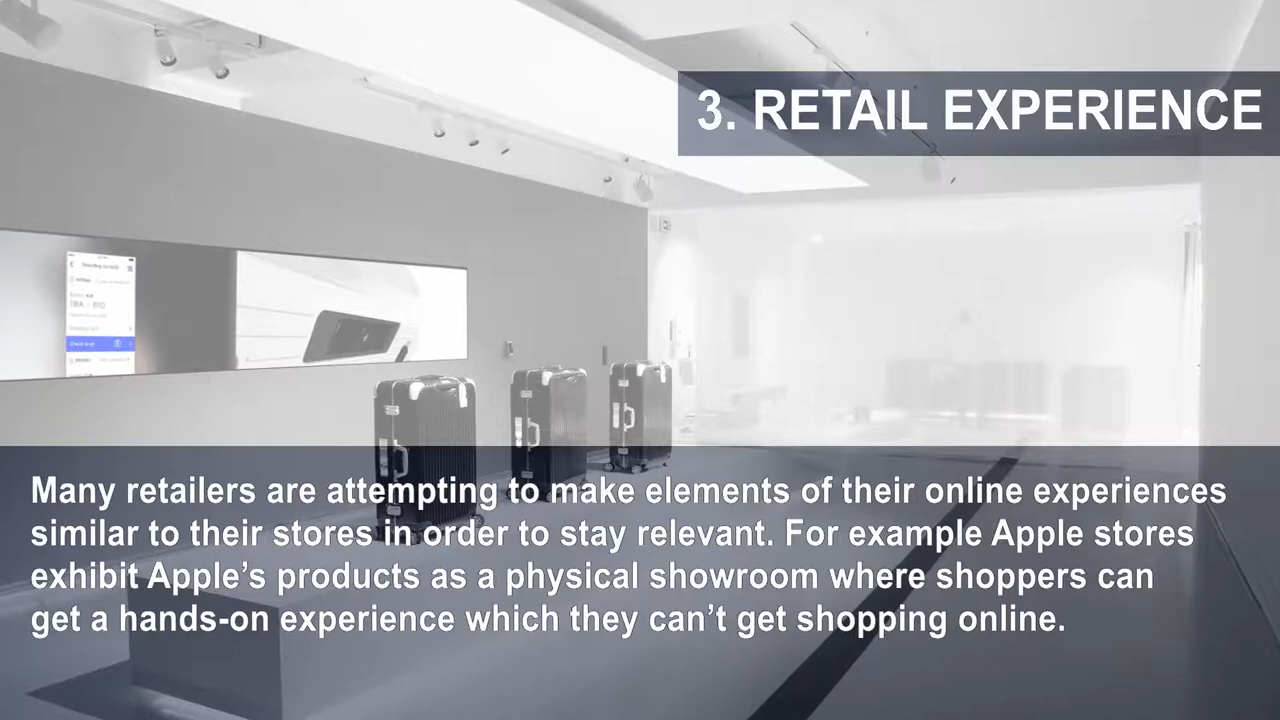 3. RETAIL EXPERIENCE
Many retailers are attempting to make elements of their online experiences
similar to their stores in order to stay relevant. For example Apple stores
exhibit Apple’s products as a physical showroom where shoppers can
get a hands-on experience which they can’t get shopping online.